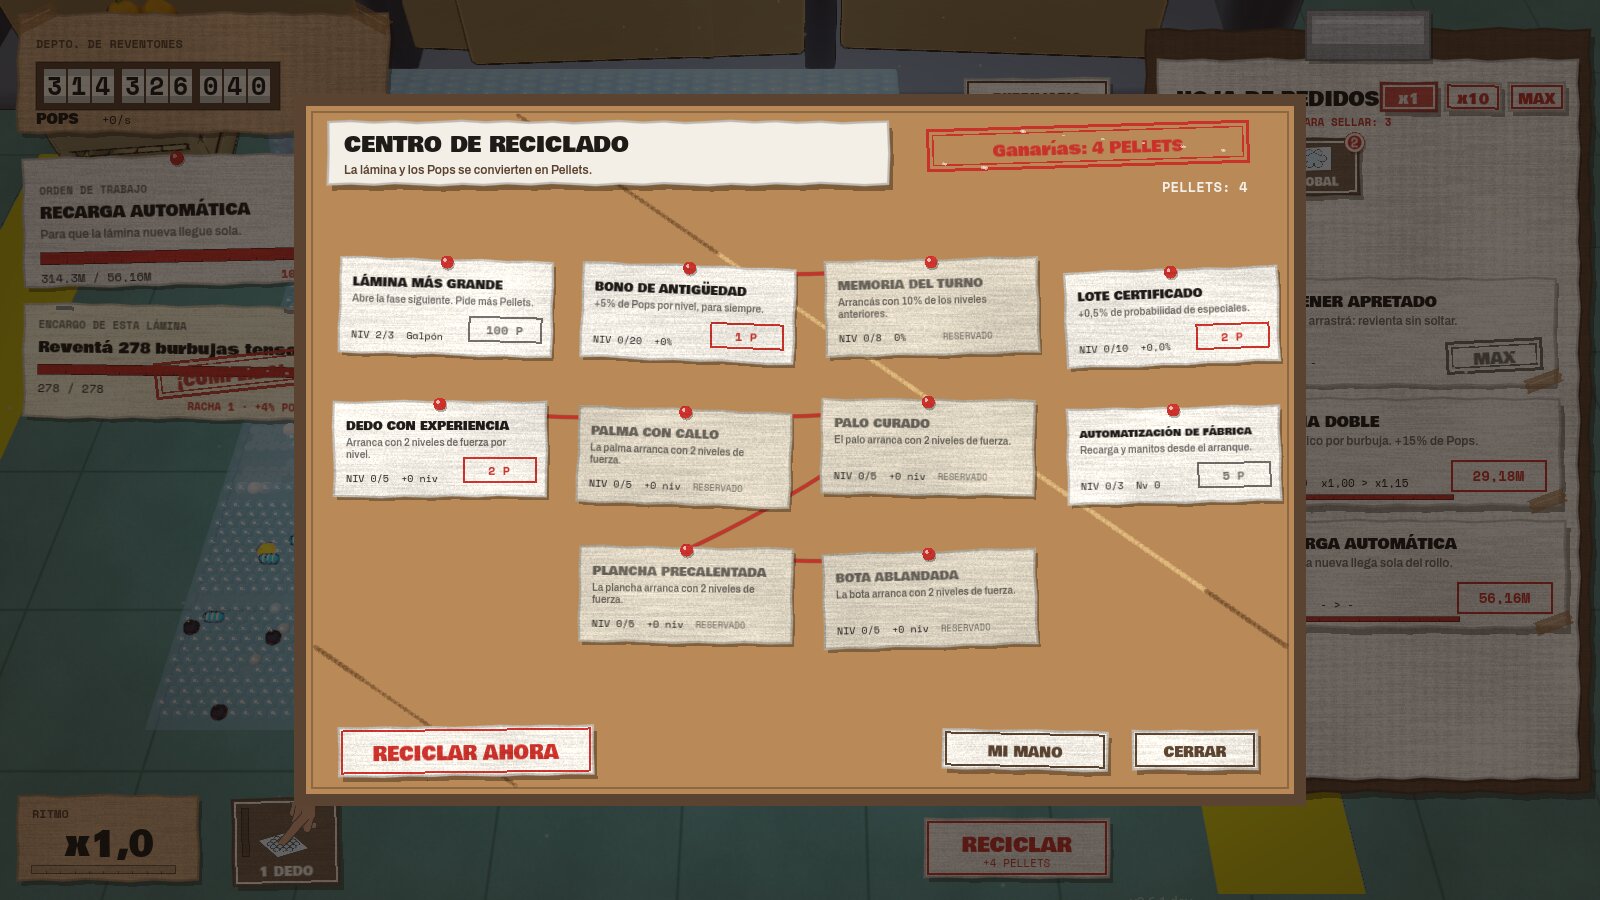 DEPTO. DE REVENTONES
314 326 040
POPS +0/s
ORDEN DE TRABAJO
RECARGA AUTOMÁTICA
Para que la lámina nueva llegue sola.
314,3M / 56,16M
ENCARGO DE ESTA LÁMINA
Reventá 278 burbujas
278 / 278
RACHA 1 · +4%
RITMO
x1,0
1 DEDO
CENTRO DE RECICLADO
La lámina y los Pops se convierten en Pellets.
Ganarías: 4 PELLETS
PELLETS: 4
LÁMINA MÁS GRANDE
Abre la fase siguiente. Pide más Pellets.
NIV 2/3 Galpón
100 P
BONO DE ANTIGÜEDAD
+5% de Pops por nivel, para siempre.
NIV 0/20 +0%
1 P
MEMORIA DEL TURNO
Arrancás con 10% de los niveles
anteriores.
NIV 0/8 0%
RESERVADO
LOTE CERTIFICADO
+0,5% de probabilidad de especiales.
NIV 0/10 +0,0%
2 P
DEDO CON EXPERIENCIA
Arranca con 2 niveles de fuerza por
nivel.
NIV 0/5 +0 niv
2 P
PALMA CON CALLO
La palma arranca con 2 niveles de
fuerza.
NIV 0/5 +0 niv RESERVADO
PALO CURADO
El palo arranca con 2 niveles de fuerza.
NIV 0/5 +0 niv RESERVADO
AUTOMATIZACIÓN DE FÁBRICA
Recarga y manitos desde el arranque.
NIV 0/3 Nv 0
5 P
PLANCHA PRECALENTADA
La plancha arranca con 2 niveles de
fuerza.
NIV 0/5 +0 niv RESERVADO
BOTA ABLANDADA
La bota arranca con 2 niveles de fuerza.
NIV 0/5 +0 niv RESERVADO
RECICLAR AHORA
MI MANO
CERRAR
RECICLAR
+4 PELLETS
PEDIDOS
x1
x10
MAX
SELLAR: 3
2
APRETADO
arrastrá: revienta sin soltar.
MAX
DOBLE
por burbuja. +15% de Pops.
x1,00 > x1,15
29,18M
AUTOMÁTICA
nueva llega sola del rollo.
- > -
56,16M